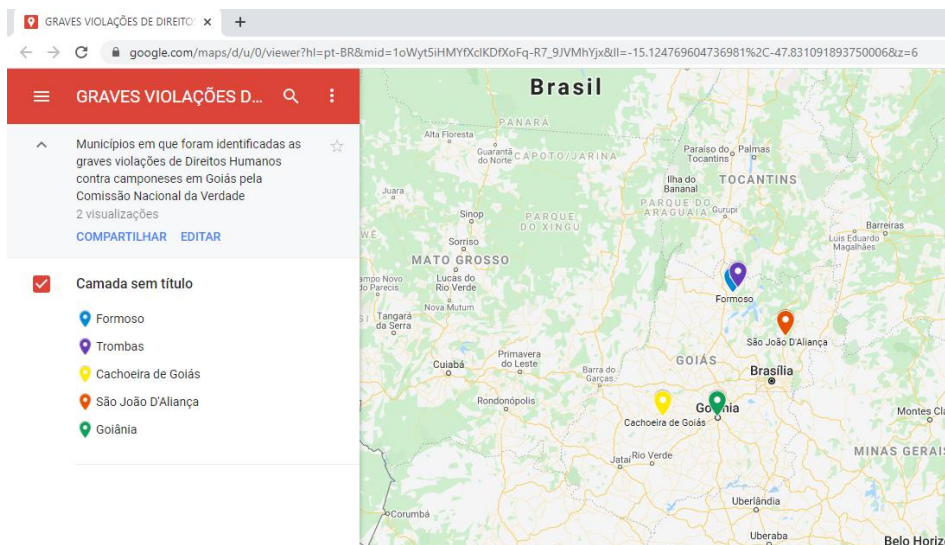 GRAVES VIOLAÇÕES DE DIREITO
google.com/maps/d/u/0/viewer?hl=pt-BR&mid=1oWyt5iHMYfXclKDfXoFq-R7_9JVMhYjx&ll=-15.124769604736981%2C-47.831091893750006&z=6
GRAVES VIOLAÇÕES D...
Municípios em que foram identificadas as
graves violações de Direitos Humanos
contra camponeses em Goiás pela
Comissão Nacional da Verdade
2 visualizações
COMPARTILHAR EDITAR
Camada sem título
Formoso
Trombas
Cachoeira de Goiás
São João D'Aliança
Goiânia
Brasil
PANARÁ
Alta Floresta
Guarantã
do Norte
CAPOTO/JARINA
Paraíso do
Tocantins
Palmas
Ilha do
Bananal
TOCANTINS
Juara
PARQUE DO
ARAGUAIA
Gurupi
Sinop
PARQUE
DO XINGU
Barreiras
Luís Eduardo
Magalhães
Sorriso
MATO GROSSO
ampo Novo
do Parecis
Lucas do
Rio Verde
Formoso
Nova Mutum
Tangará
da Serra
São João D'Aliança
Primavera
do Leste
Cuiabá
Barra do
Garças
GOIÁS
Brasília
Rondonópolis
Goiânia
Cachoeira de Goiás
Montes Cla
MINAS GERAIS
Jataí
Rio Verde
Uberlândia
Corumbá
Uberaba
Belo Horiz